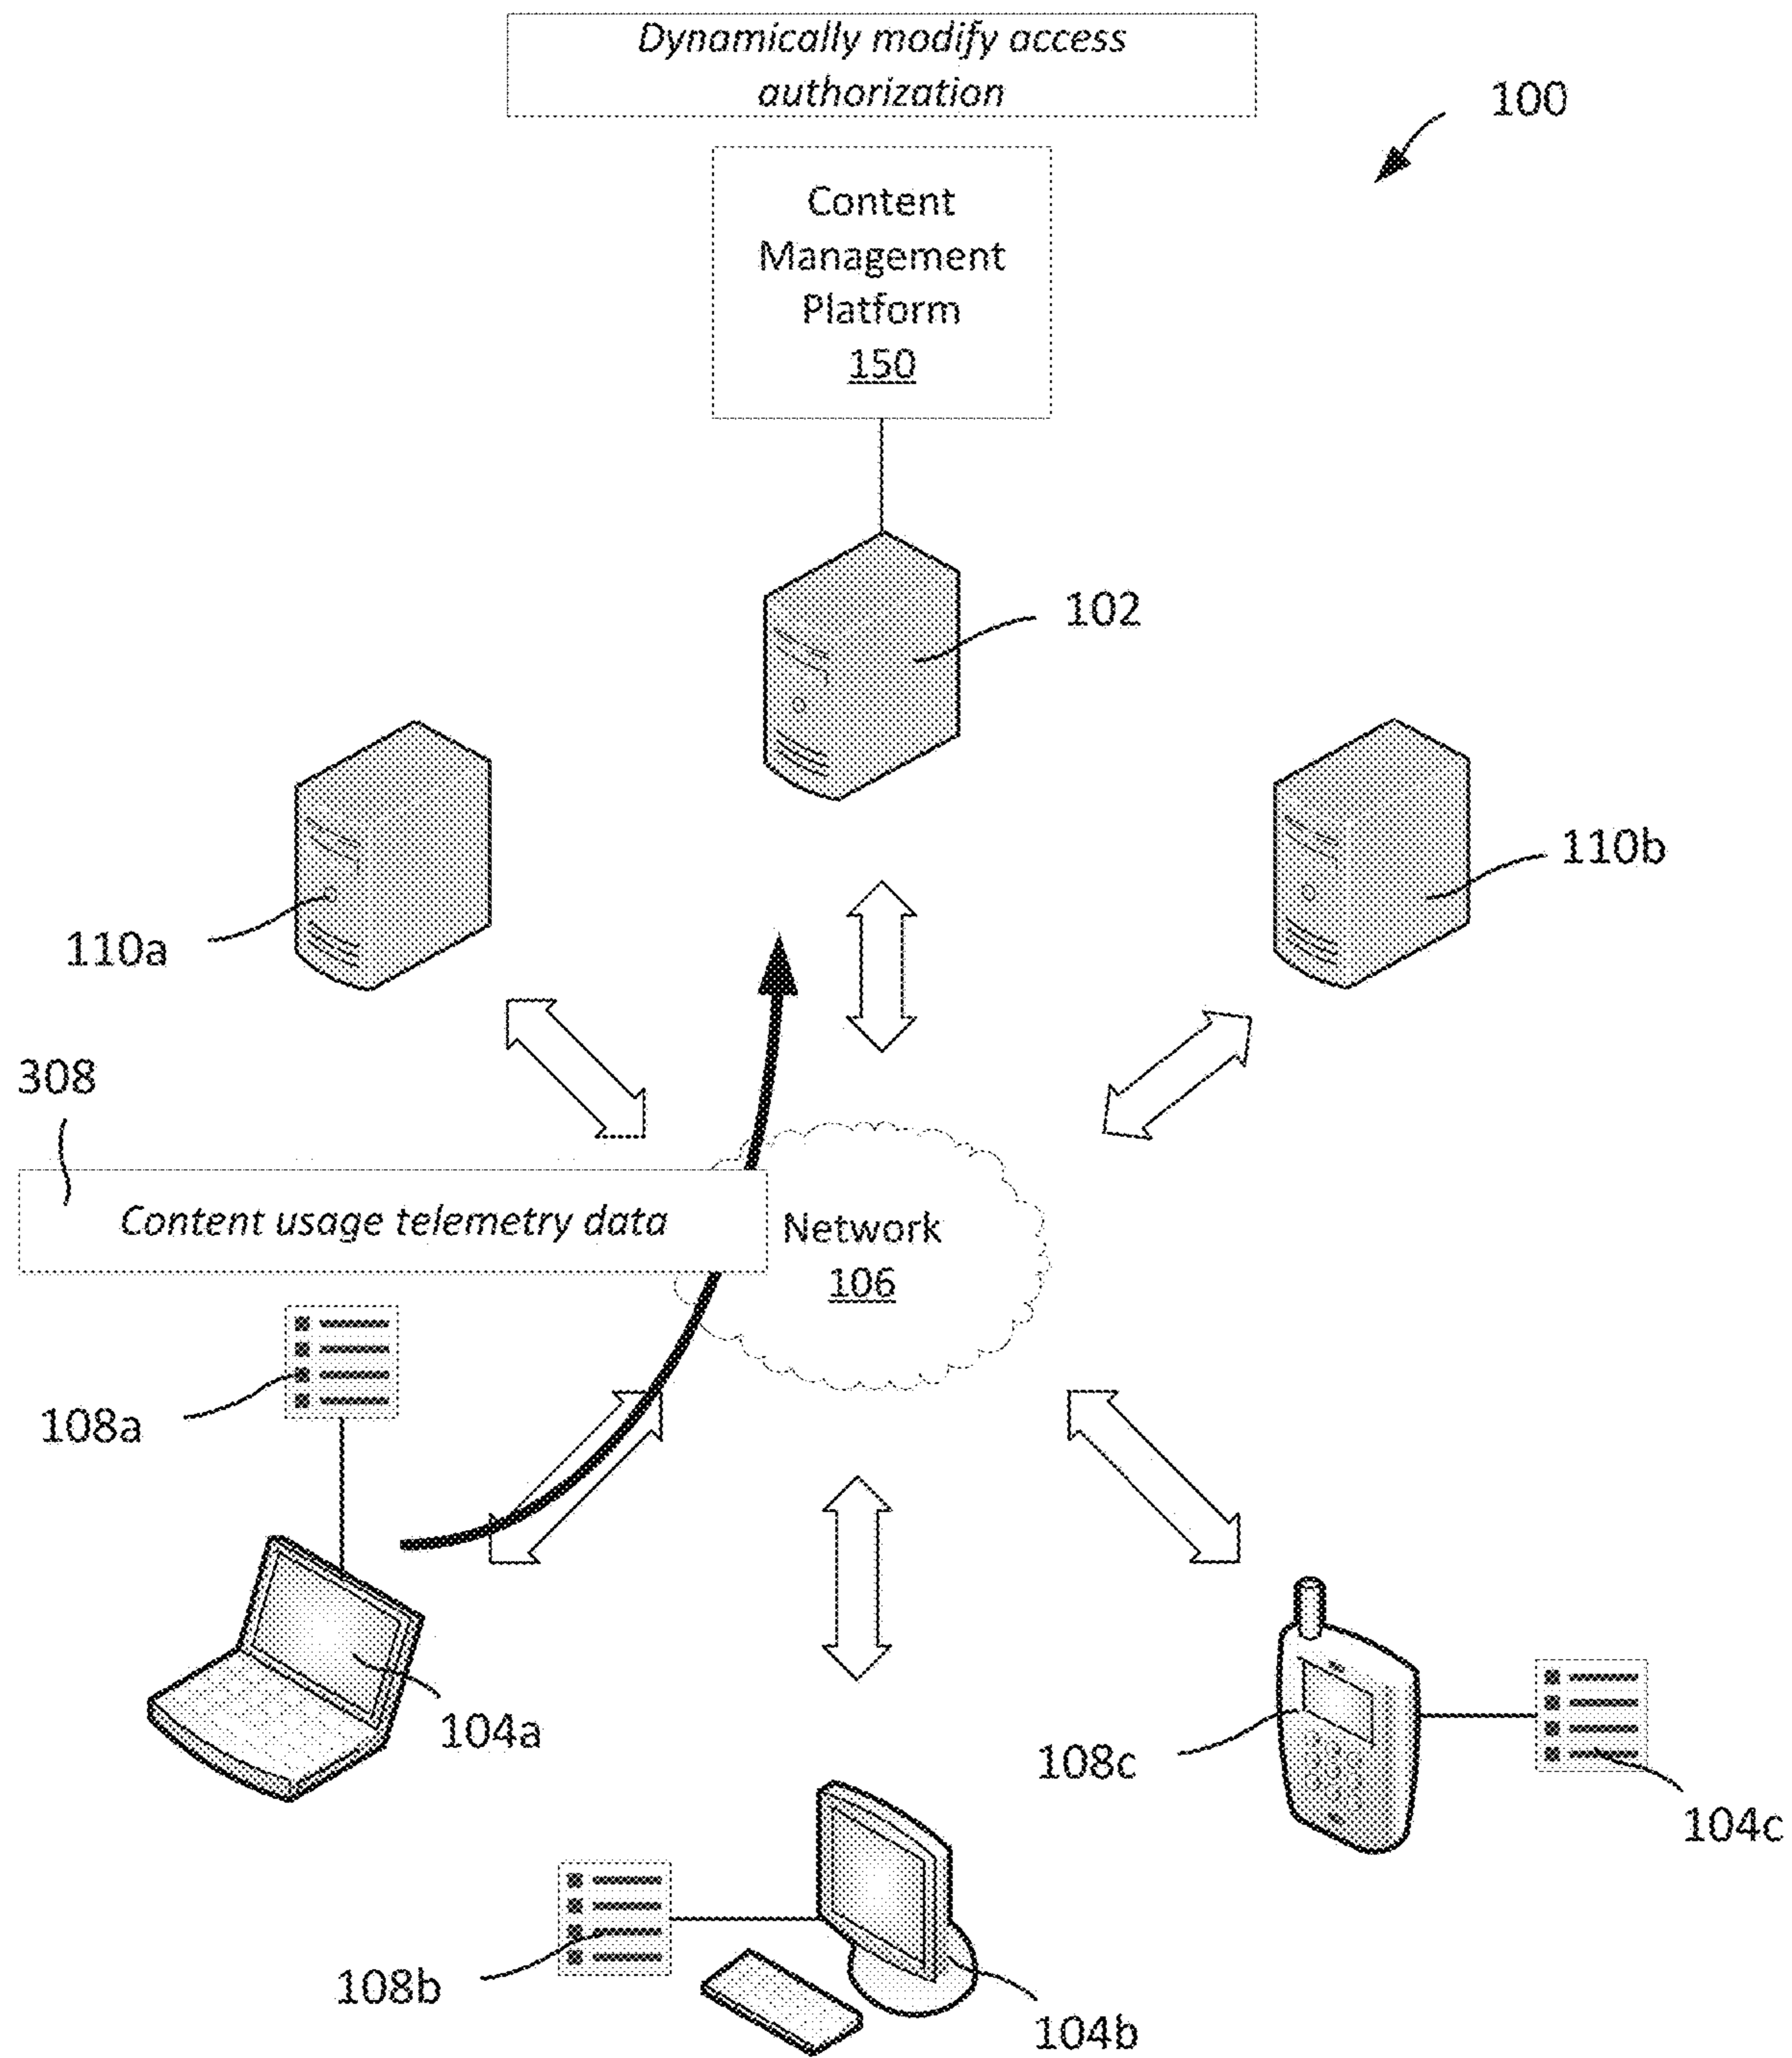 Dynamically modify access
authorization
100
Content
Management
Platform
150
102
110a
110b
308
Content usage telemetry data
Network
106
108a
104a
108c
104c
108b
104b